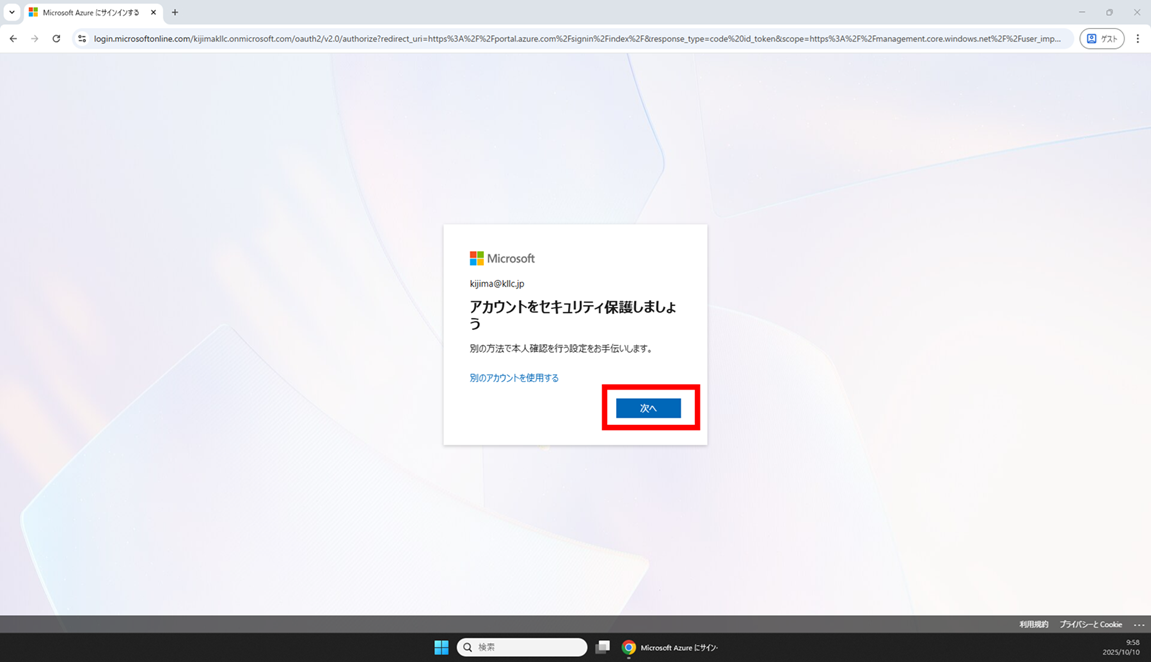 Microsoft Azure にサインインする
login.microsoftonline.com/kijimakllc.onmicrosoft.com/oauth2/v2.0/authorize?redirect_uri=https%3A%2F%2Fportal.azure.com%2Fsignin%2Findex%2F&response_type=code%20id_token&scope=https%3A%2F%2Fmanagement.core.windows.net%2F%2Fuser_imp...
ゲスト
Microsoft
kijima@kllc.jp
アカウントをセキュリティ保護しましょ
う
別の方法で本人確認を行う設定をお手伝いします。
別のアカウントを使用する
次へ
利用規約 プライバシーと Cookie ...
検索
Microsoft Azure にサイン·
9:58
2025/10/10